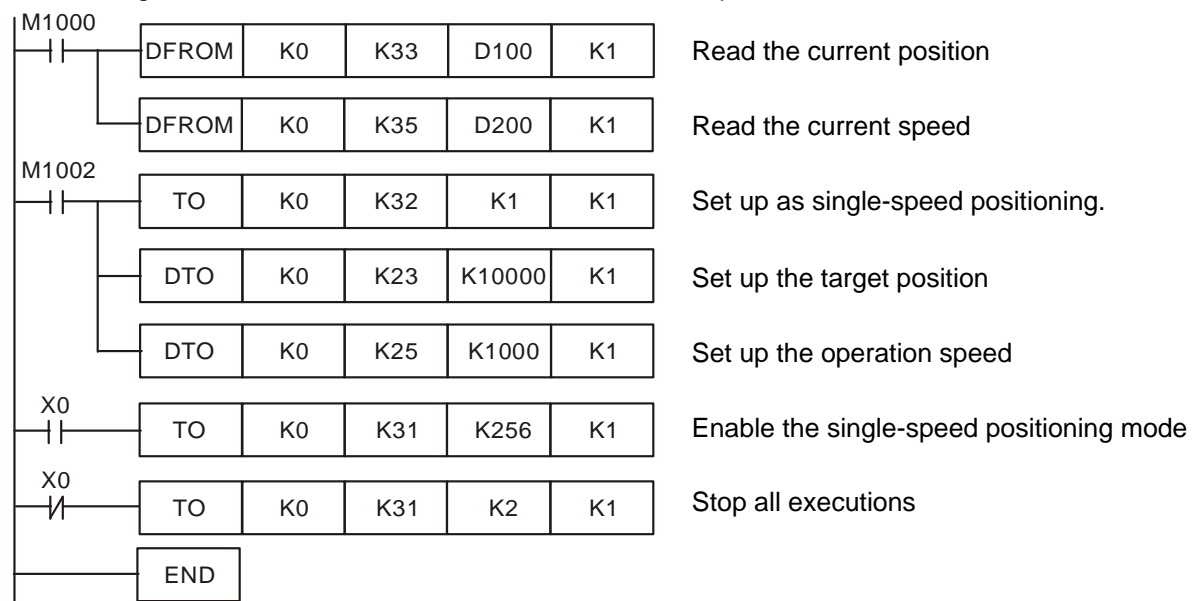 M1000
DFROM K0 K33 D100 K1 Read the current position
DFROM K0 K35 D200 K1 Read the current speed
M1002
TO K0 K32 K1 K1 Set up as single-speed positioning.
DTO K0 K23 K10000 K1 Set up the target position
DTO K0 K25 K1000 K1 Set up the operation speed
X0
TO K0 K31 K256 K1 Enable the single-speed positioning mode
X0
TO K0 K31 K2 K1 Stop all executions
END